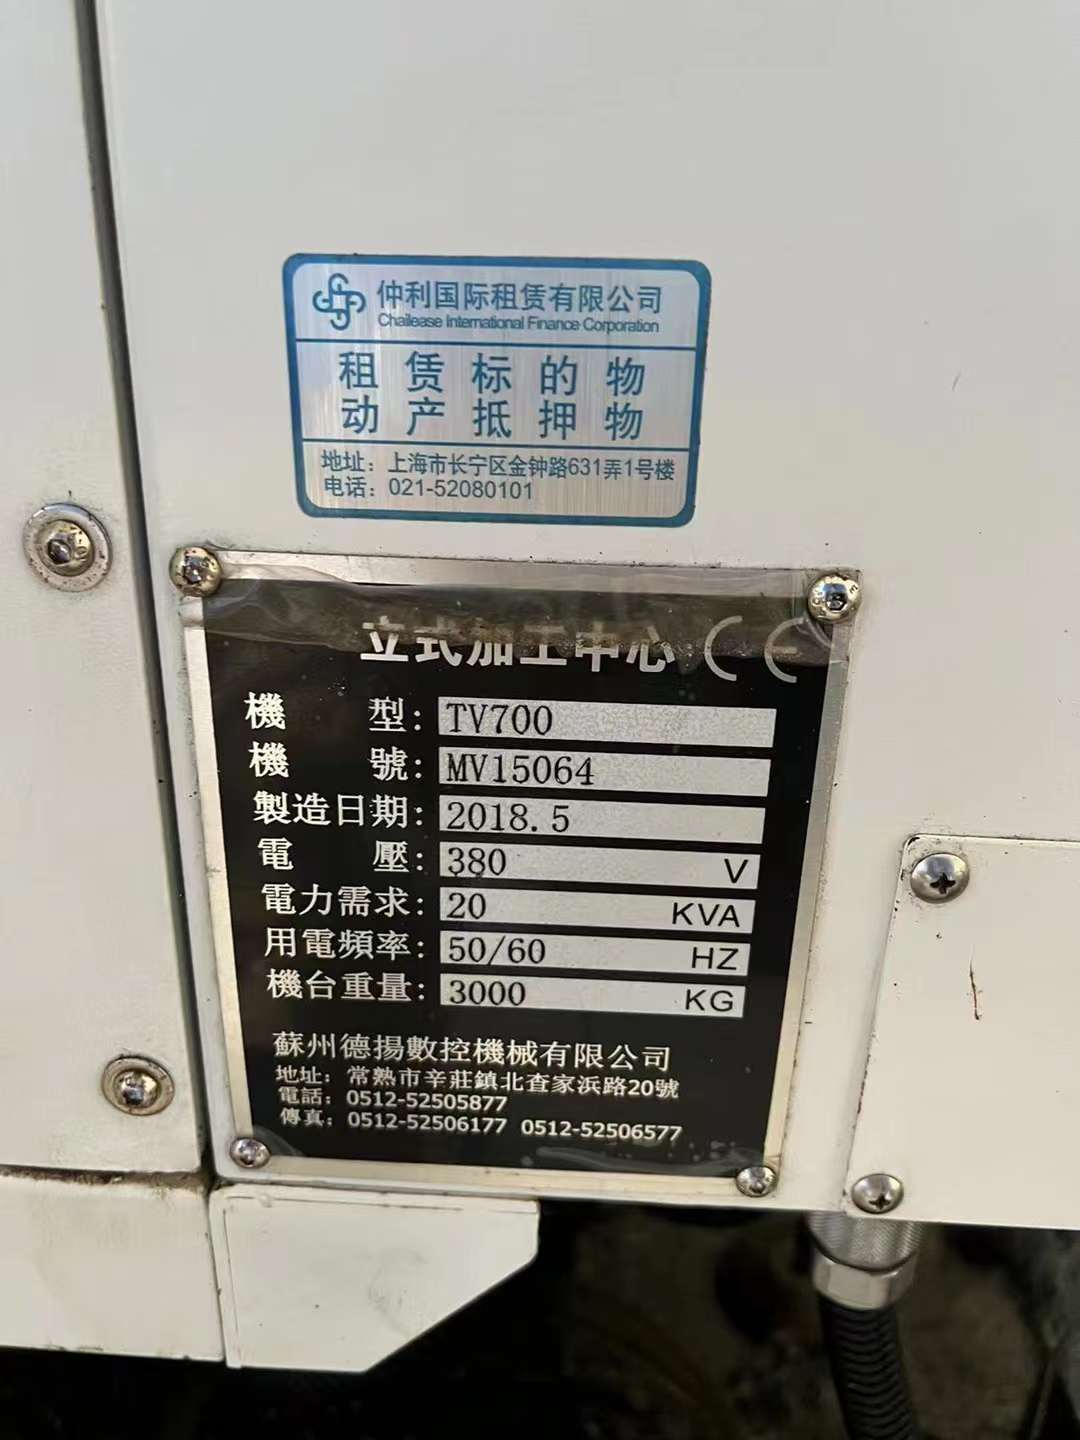 仲利国际租赁有限公司
Chailease International Finance Corporation
租赁标的物
动产抵押物
地址：上海市长宁区金钟路631弄1号楼
电话：021-52080101
立式加工中心 CE
機型：TV700
機號：MV15064
製造日期：2018.5
電壓：380 V
電力需求：20 KVA
用電頻率：50/60 HZ
機台重量：3000 KG
蘇州德揚數控機械有限公司
地址：常熟市辛莊鎮北查家浜路20號
電話：0512-52505877
傳真：0512-52506177 0512-52506577